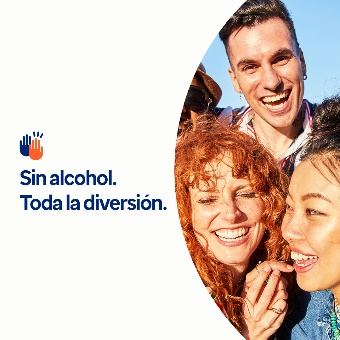 Sin alcohol.
Toda la diversión.